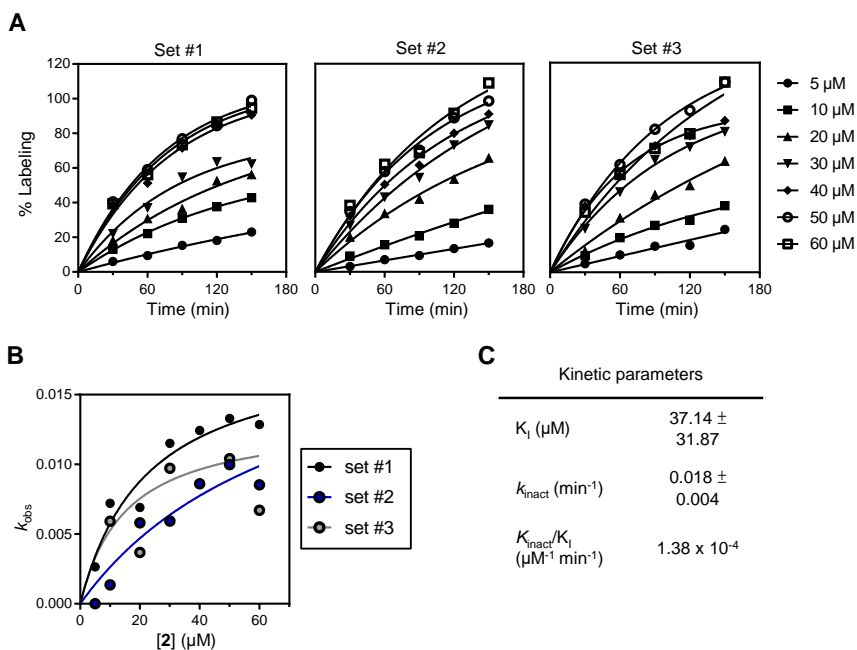 A
Set #1
Set #2
Set #3
120
100
80
60
40
20
0
% Labeling
0 60 120 180
0 60 120 180
0 60 120 180
Time (min)
Time (min)
Time (min)
5 µM
10 µM
20 µM
30 µM
40 µM
50 µM
60 µM
B
0.015
0.010
0.005
0.000
kobs
0 20 40 60
[2] (µM)
set #1
set #2
set #3
C
Kinetic parameters
KI (µM)
37.14 ±
31.87
kinact (min-1)
0.018 ±
0.004
Kinact/KI
(µM-1 min-1)
1.38 x 10-4